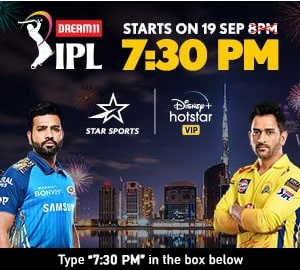 DREAM11
IPL
STARTS ON 19 SEP 8PM
7:30 PM
STAR SPORTS
Disney+
hotstar
VIP
SAMSUNG
Type “7:30 PM” in the box below